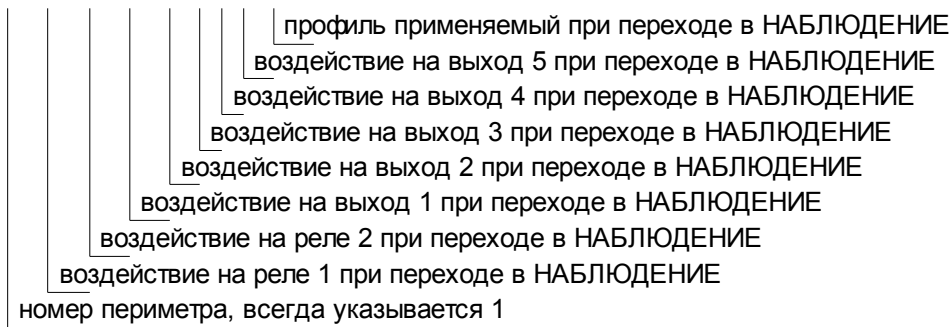 профиль применяемый при переходе в НАБЛЮДЕНИЕ
воздействие на выход 5 при переходе в НАБЛЮДЕНИЕ
воздействие на выход 4 при переходе в НАБЛЮДЕНИЕ
воздействие на выход 3 при переходе в НАБЛЮДЕНИЕ
воздействие на выход 2 при переходе в НАБЛЮДЕНИЕ
воздействие на выход 1 при переходе в НАБЛЮДЕНИЕ
воздействие на реле 2 при переходе в НАБЛЮДЕНИЕ
воздействие на реле 1 при переходе в НАБЛЮДЕНИЕ
номер периметра, всегда указывается 1